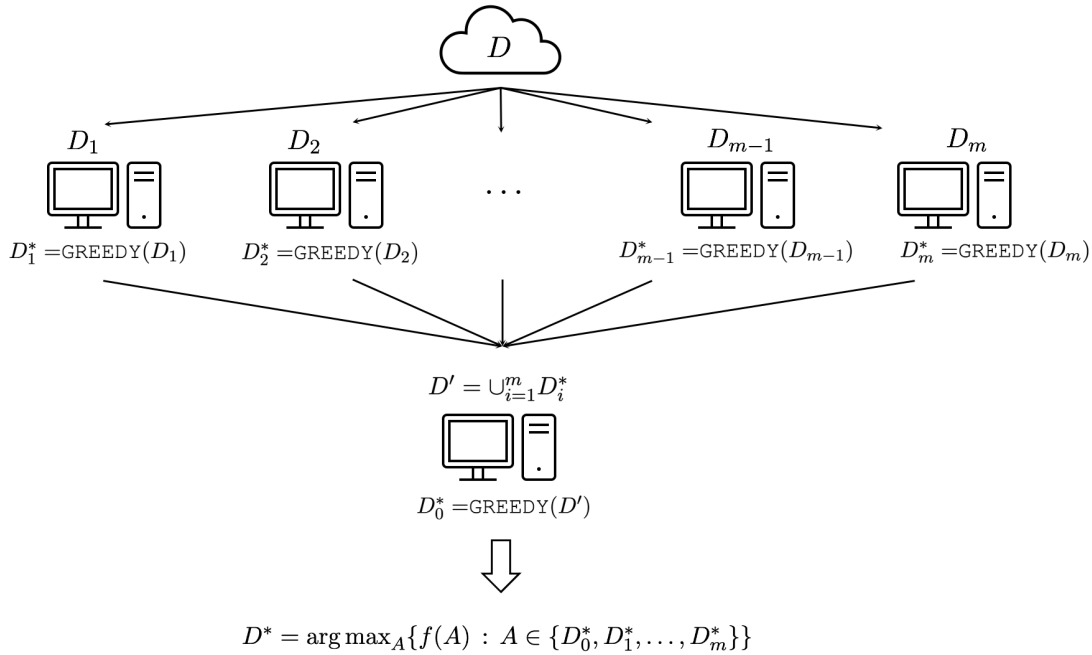 D
D_1 D_2 D_{m-1} D_m
...
D_1^* =GREEDY(D_1) D_2^* =GREEDY(D_2) D_{m-1}^* =GREEDY(D_{m-1}) D_m^* =GREEDY(D_m)
D' = ∪_{i=1}^m D_i^*
D_0^* =GREEDY(D')
D^* = arg max_A{f(A) : A ∈ {D_0^*, D_1^*, . . . , D_m^*}}